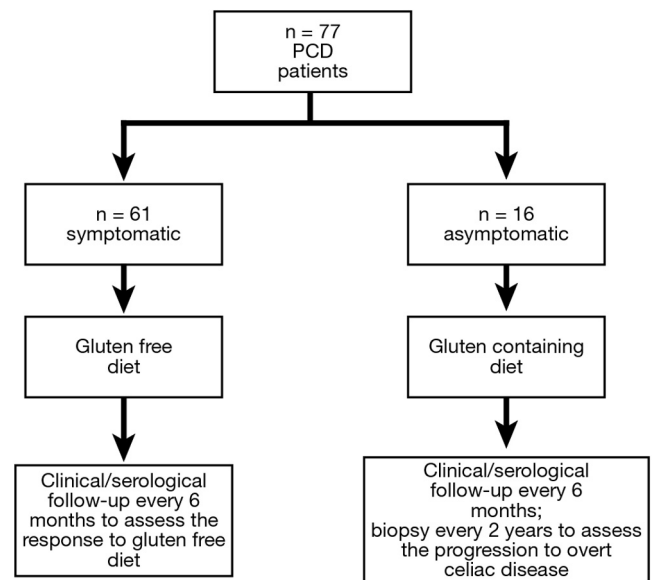 n = 77
PCD
patients
n = 61
symptomatic
n = 16
asymptomatic
Gluten free
diet
Gluten containing
diet
Clinical/serological
follow-up every 6
months to assess the
response to gluten free
diet
Clinical/serological
follow-up every 6
months;
biopsy every 2 years to assess
the progression to overt
celiac disease